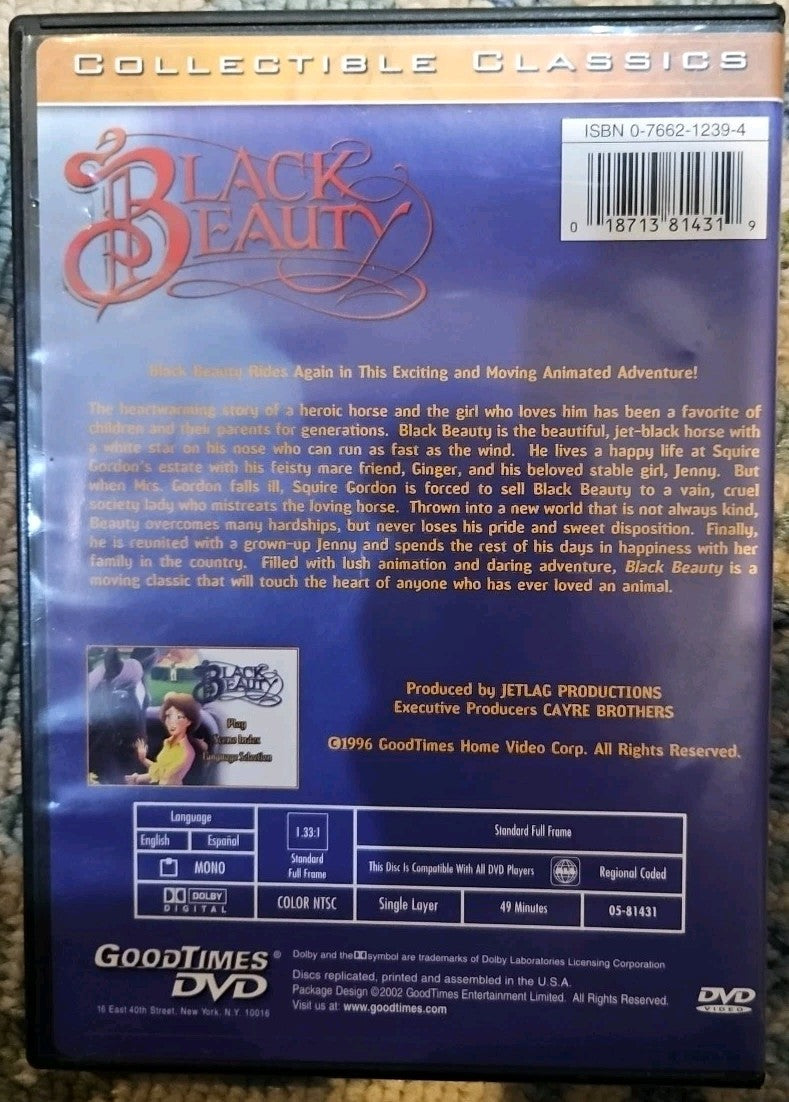 COLLECTIBLE CLASSICS
ISBN 0-7662-1239-4
0 18713 81431 9
BLACK
BEAUTY
Black Beauty Rides Again in This Exciting and Moving Animated Adventure!
The heartwarming story of a heroic horse and the girl who loves him has been a favorite of
children and their parents for generations. Black Beauty is the beautiful, jet-black horse with
a white star on his nose who can run as fast as the wind. He lives a happy life at Squire
Gordon's estate with his feisty mare friend, Ginger, and his beloved stable girl, Jenny. But
when Mrs. Gordon falls ill, Squire Gordon is forced to sell Black Beauty to a vain, cruel
society lady who mistreats the loving horse. Thrown into a new world that is not always kind,
Beauty overcomes many hardships, but never loses his pride and sweet disposition. Finally,
he is reunited with a grown-up Jenny and spends the rest of his days in happiness with her
family in the country. Filled with lush animation and daring adventure, Black Beauty is a
moving classic that will touch the heart of anyone who has ever loved an animal.
BLACK
BEAUTY
Play
Scene Index
Language Selection
Produced by JETLAG PRODUCTIONS
Executive Producers CAYRE BROTHERS
©1996 GoodTimes Home Video Corp. All Rights Reserved.
Language
English Español
MONO
DOLBY
DIGITAL
1.33:1
Standard
Full Frame
COLOR NTSC
Standard Full Frame
This Disc Is Compatible With All DVD Players
ALL
Regional Coded
Single Layer
49 Minutes
05-81431
GOODTIMES®
DVD
16 East 40th Street, New York, N.Y. 10016
Dolby and the symbol are trademarks of Dolby Laboratories Licensing Corporation
Discs replicated, printed and assembled in the U.S.A.
Package Design ©2002 GoodTimes Entertainment Limited. All Rights Reserved.
Visit us at: www.goodtimes.com
DVD
VIDEO